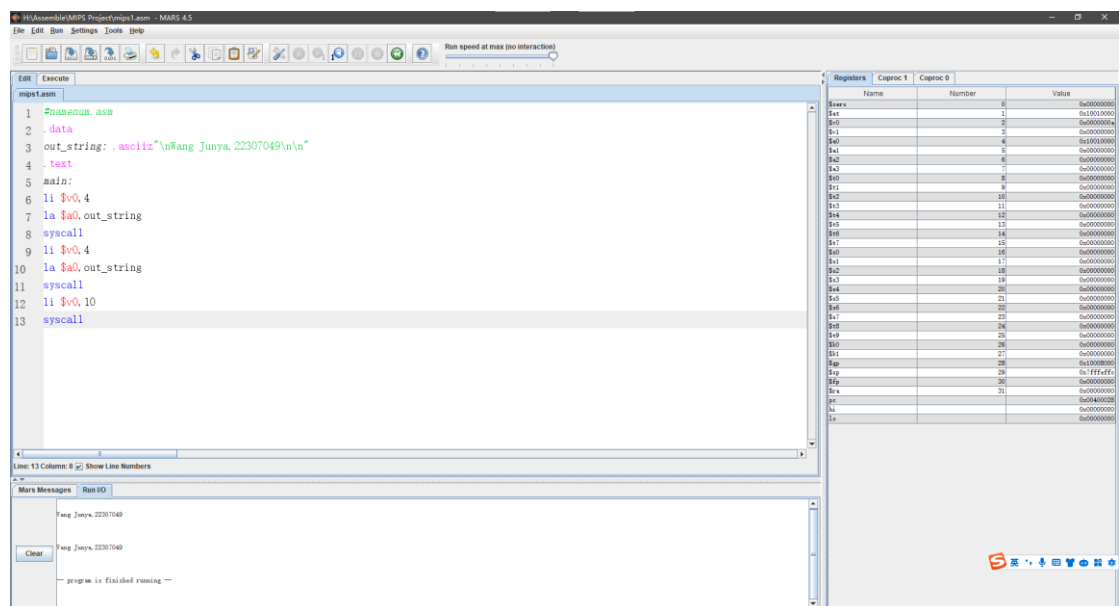 H:\Assemble\MIPS Project\mips1.asm - MARS 4.5
File Edit Run Settings Tools Help
Run speed at max (no interaction)
Edit Execute
mips1.asm
1 #namenum.asm
2 .data
3 out_string: .asciiz"\nWang Junya,22307049\n\n"
4 .text
5 main:
6 li $v0,4
7 la $a0,out_string
8 syscall
9 li $v0,4
10 la $a0,out_string
11 syscall
12 li $v0,10
13 syscall
Line: 13 Column: 8 Show Line Numbers
Mars Messages Run I/O
Wang Junya,22307049
Wang Junya,22307049
-- program is finished running --
Clear
Registers Coproc 1 Coproc 0
Name Number Value
$zero 0 0x00000000
$at 1 0x10010000
$v0 2 0x0000000a
$v1 3 0x00000000
$a0 4 0x10010000
$a1 5 0x00000000
$a2 6 0x00000000
$a3 7 0x00000000
$t0 8 0x00000000
$t1 9 0x00000000
$t2 10 0x00000000
$t3 11 0x00000000
$t4 12 0x00000000
$t5 13 0x00000000
$t6 14 0x00000000
$t7 15 0x00000000
$s0 16 0x00000000
$s1 17 0x00000000
$s2 18 0x00000000
$s3 19 0x00000000
$s4 20 0x00000000
$s5 21 0x00000000
$s6 22 0x00000000
$s7 23 0x00000000
$t8 24 0x00000000
$t9 25 0x00000000
$k0 26 0x00000000
$k1 27 0x00000000
$gp 28 0x10008000
$sp 29 0x7fffeffc
$fp 30 0x00000000
$ra 31 0x00000000
pc 0x00400028
hi 0x00000000
lo 0x00000000
英